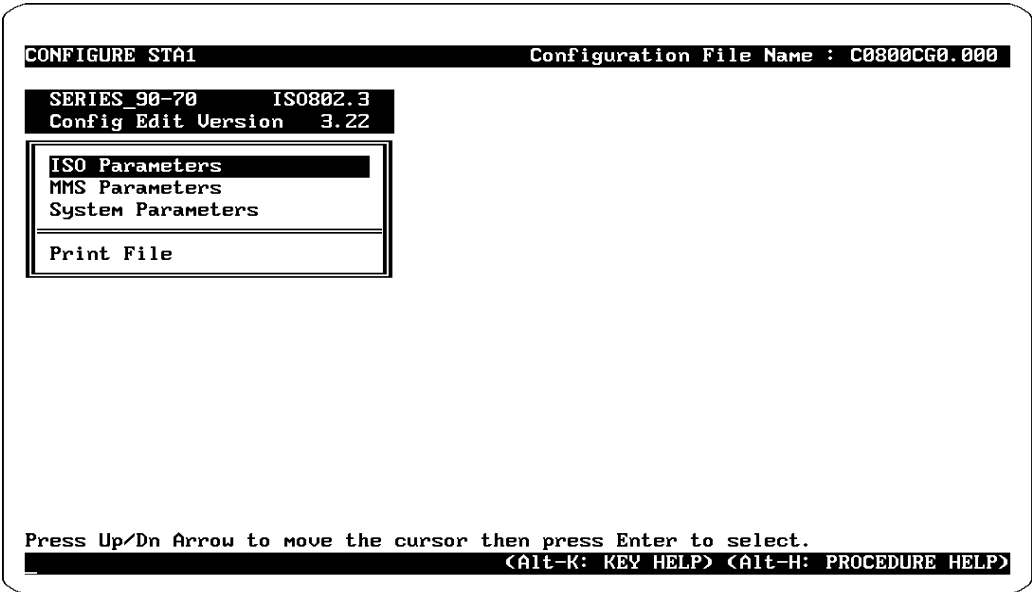 CONFIGURE STA1 Configuration File Name : C0800CG0.000
SERIES_90-70 ISO802.3
Config Edit Version 3.22
ISO Parameters
MMS Parameters
System Parameters
Print File
Press Up/Dn Arrow to move the cursor then press Enter to select.
_ (Alt-K: KEY HELP) (Alt-H: PROCEDURE HELP)